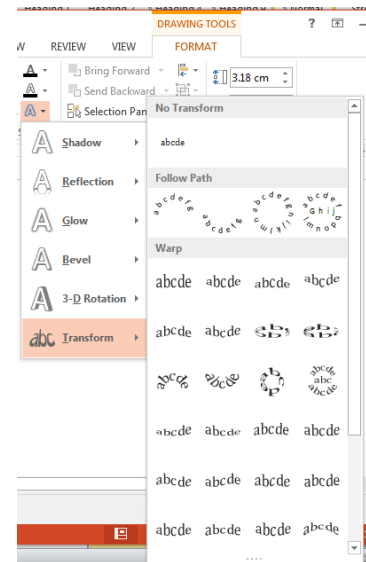 DRAWING TOOLS
W REVIEW VIEW FORMAT
Bring Forward
3.18 cm
Send Backward
Selection Pan
No Transform
abcde
Shadow
Reflection
Glow
Bevel
3-D Rotation
Transform
Follow Path
Warp
abcde abcde abcde abcde
abcde abcde
abcde abcde
abcde abcde abcde abcde
abcde abcde abcde abcde
abcde abcde abcde abcde